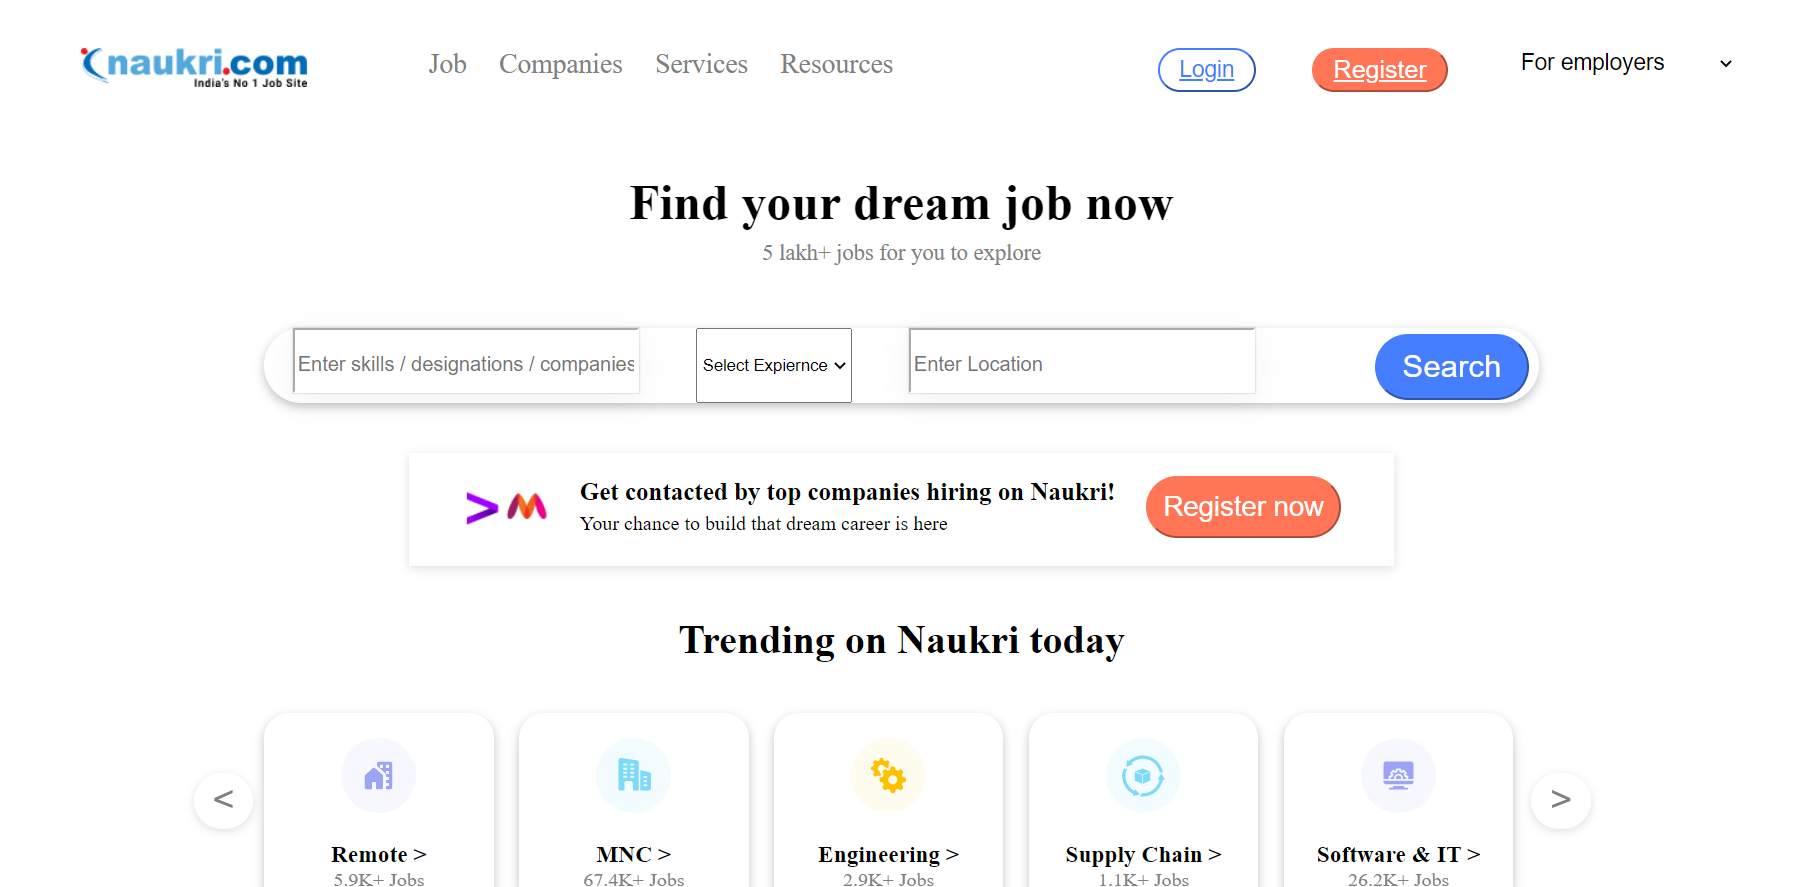 naukri.com
India's No 1 Job Site
Job Companies Services Resources
Login Register For employers
Find your dream job now
5 lakh+ jobs for you to explore
Enter skills / designations / companies Select Expiernce Enter Location Search
Get contacted by top companies hiring on Naukri!
Your chance to build that dream career is here
Register now
Trending on Naukri today
< >
Remote > MNC > Engineering > Supply Chain > Software & IT >
5.9K+ Jobs 67.4K+ Jobs 2.9K+ Jobs 1.1K+ Jobs 26.2K+ Jobs